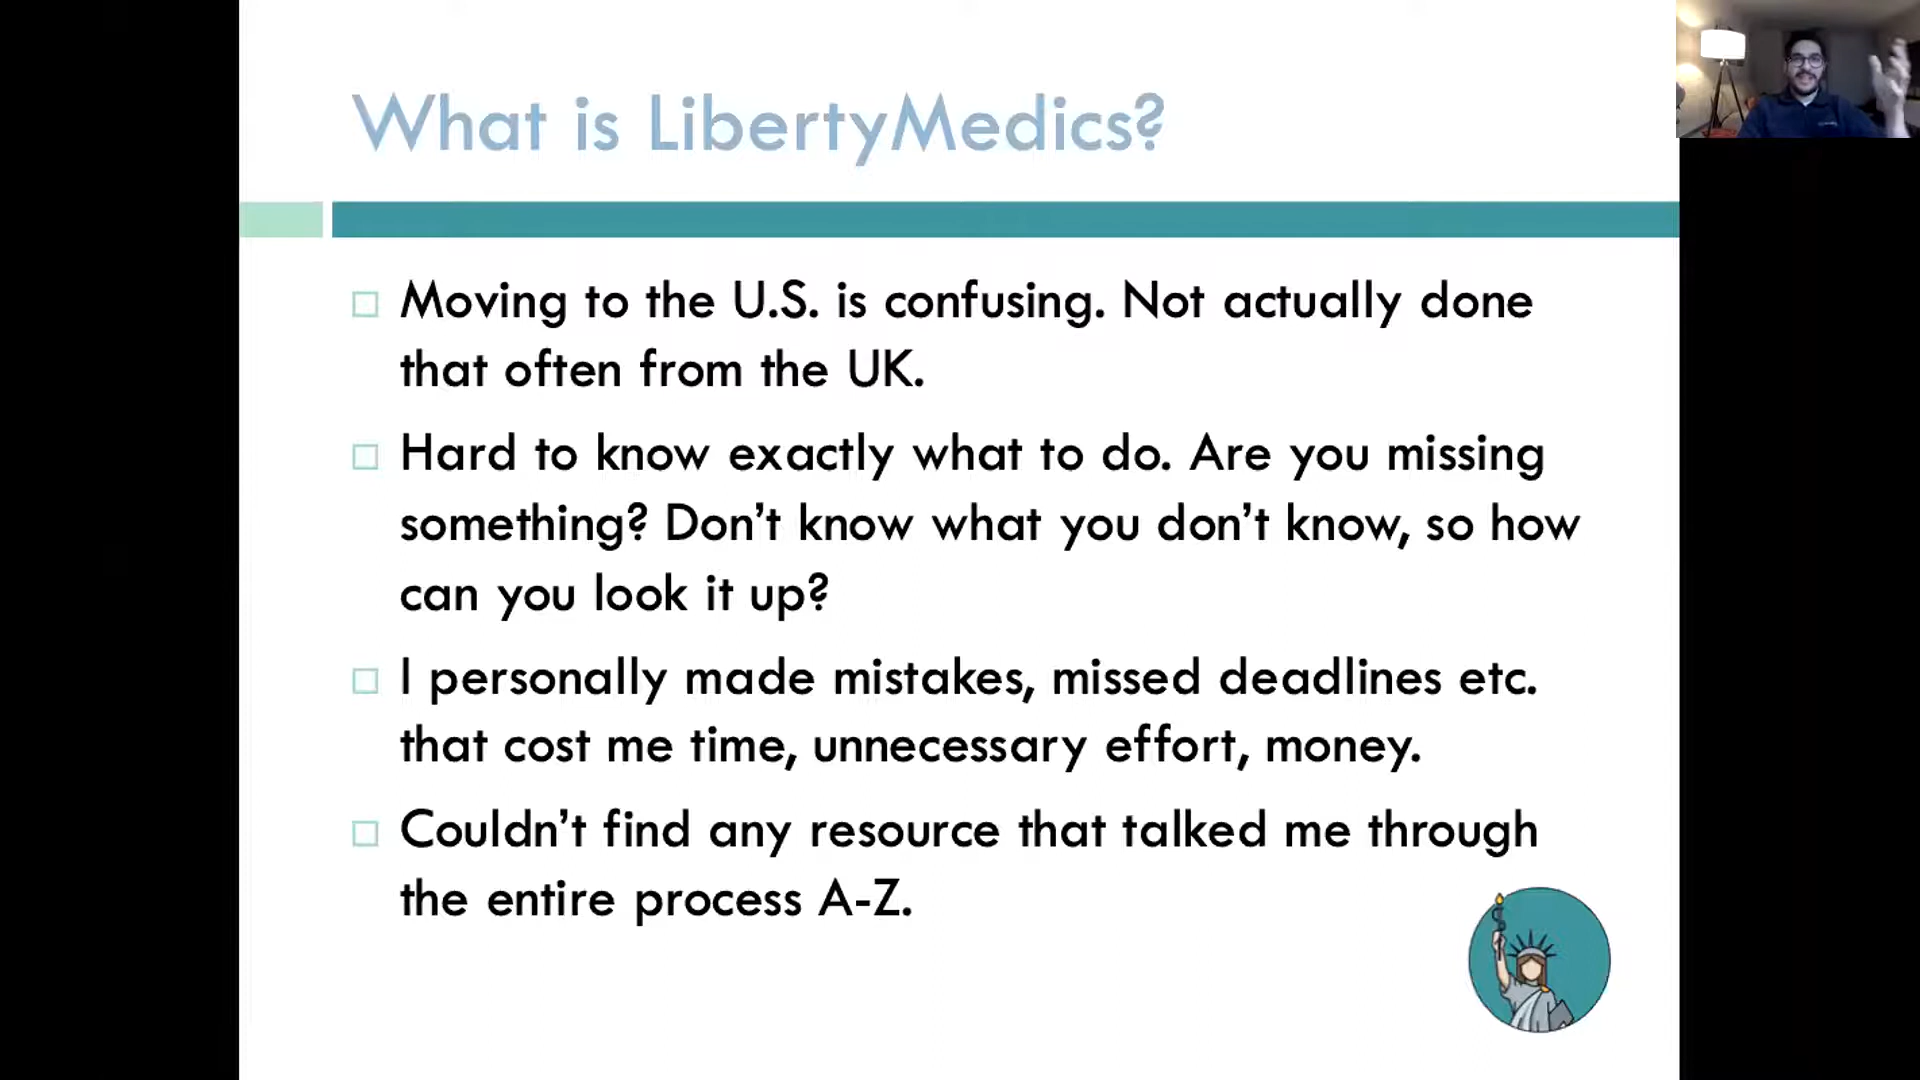 What is LibertyMedics?
Moving to the U.S. is confusing. Not actually done
that often from the UK.
Hard to know exactly what to do. Are you missing
something? Don't know what you don't know, so how
can you look it up?
I personally made mistakes, missed deadlines etc.
that cost me time, unnecessary effort, money.
Couldn't find any resource that talked me through
the entire process A-Z.